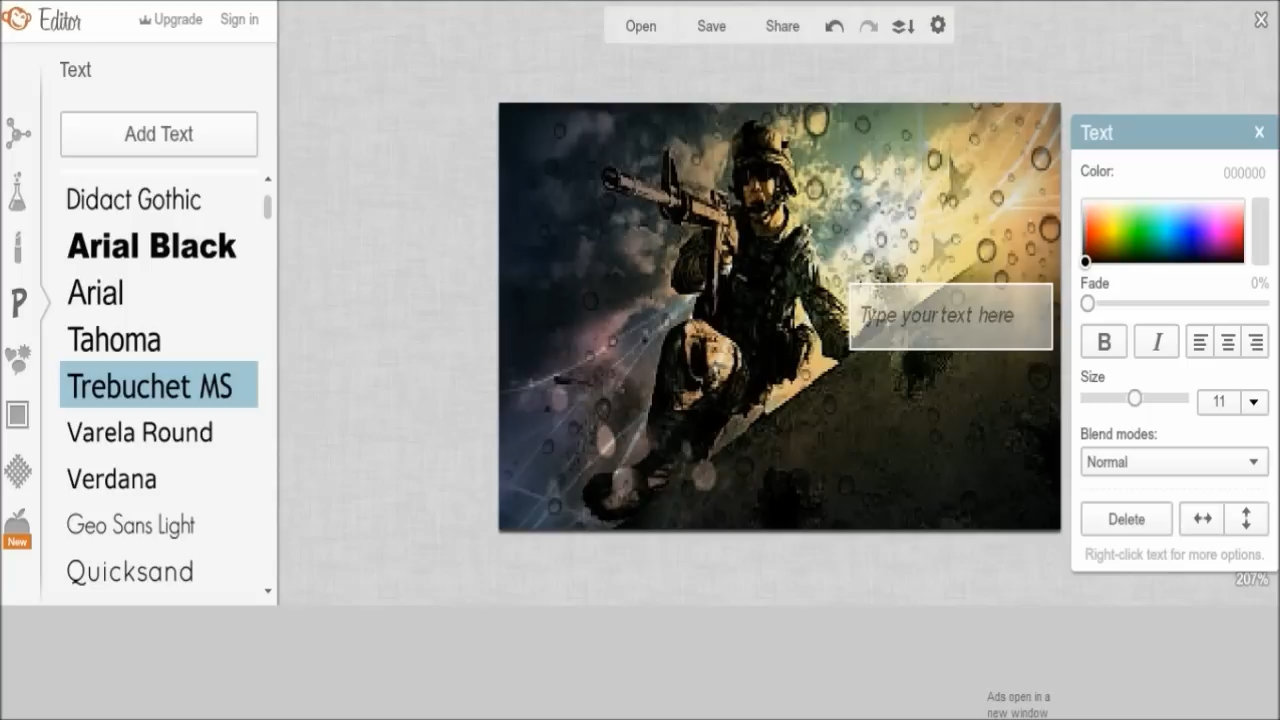 Editor
Upgrade
Sign in
Open
Save
Share
X
Text
Add Text
Didact Gothic
Arial Black
Arial
Tahoma
Trebuchet MS
Varela Round
Verdana
Geo Sans Light
Quicksand
P
New
Type your text here
Text
X
Color:
000000
Fade
0%
B
I
Size
11
Blend modes:
Normal
Delete
Right-click text for more options.
207%
Ads open in a
new window